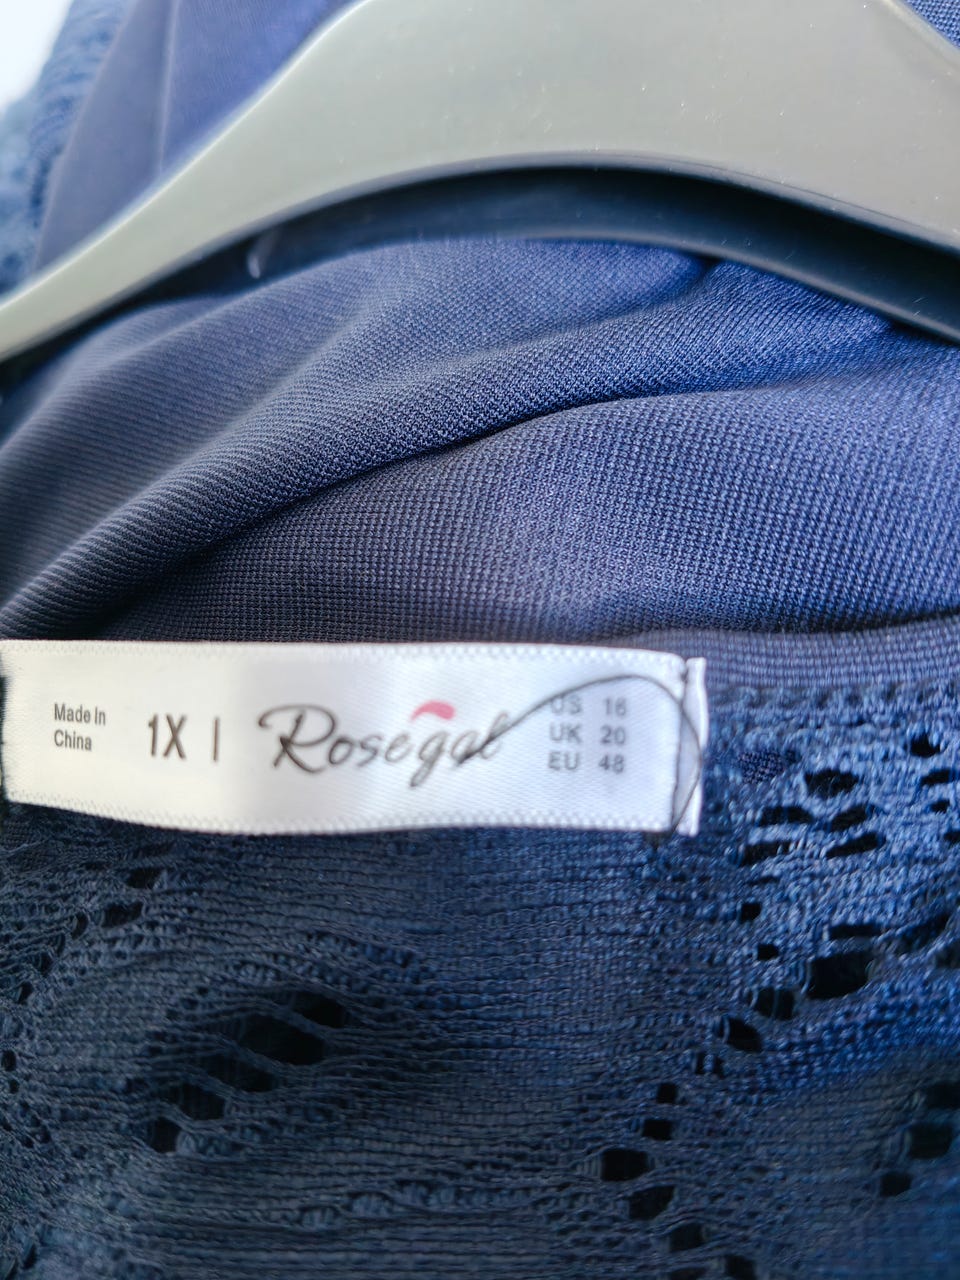 Made In
China
1X |
Rosegal
US 16
UK 20
EU 48